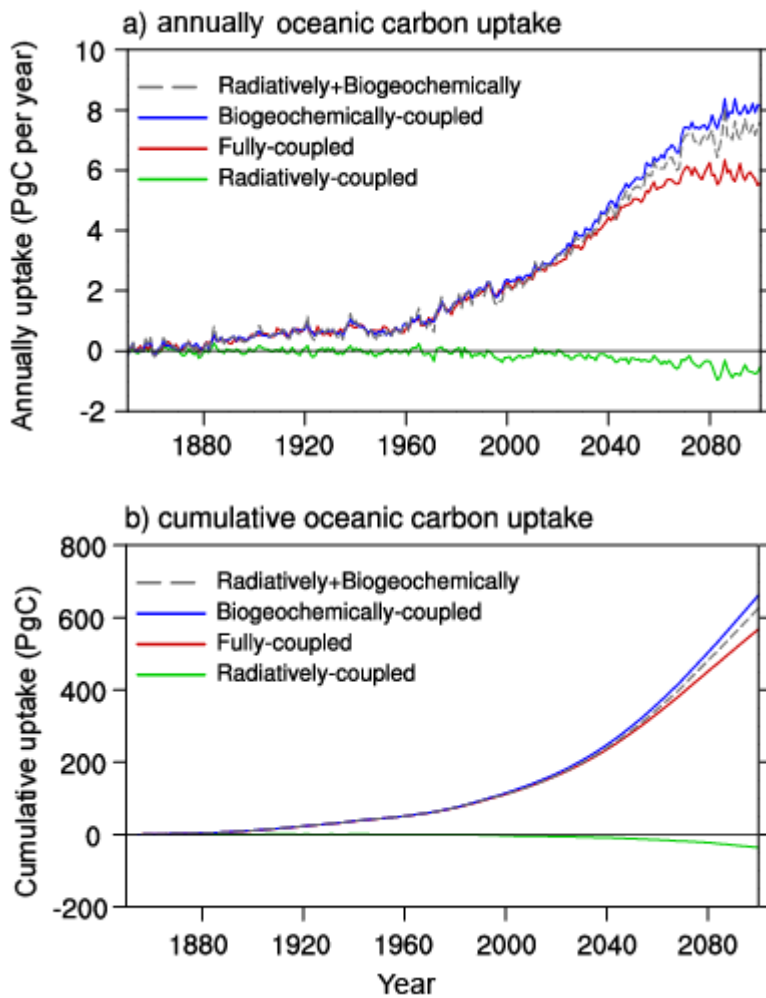 a) annually oceanic carbon uptake
10
8
6
4
2
0
-2
Annually uptake (PgC per year)
Radiatively+Biogeochemically
Biogeochemically-coupled
Fully-coupled
Radiatively-coupled
1880 1920 1960 2000 2040 2080
b) cumulative oceanic carbon uptake
800
600
400
200
0
-200
Cumulative uptake (PgC)
Radiatively+Biogeochemically
Biogeochemically-coupled
Fully-coupled
Radiatively-coupled
1880 1920 1960 2000 2040 2080
Year